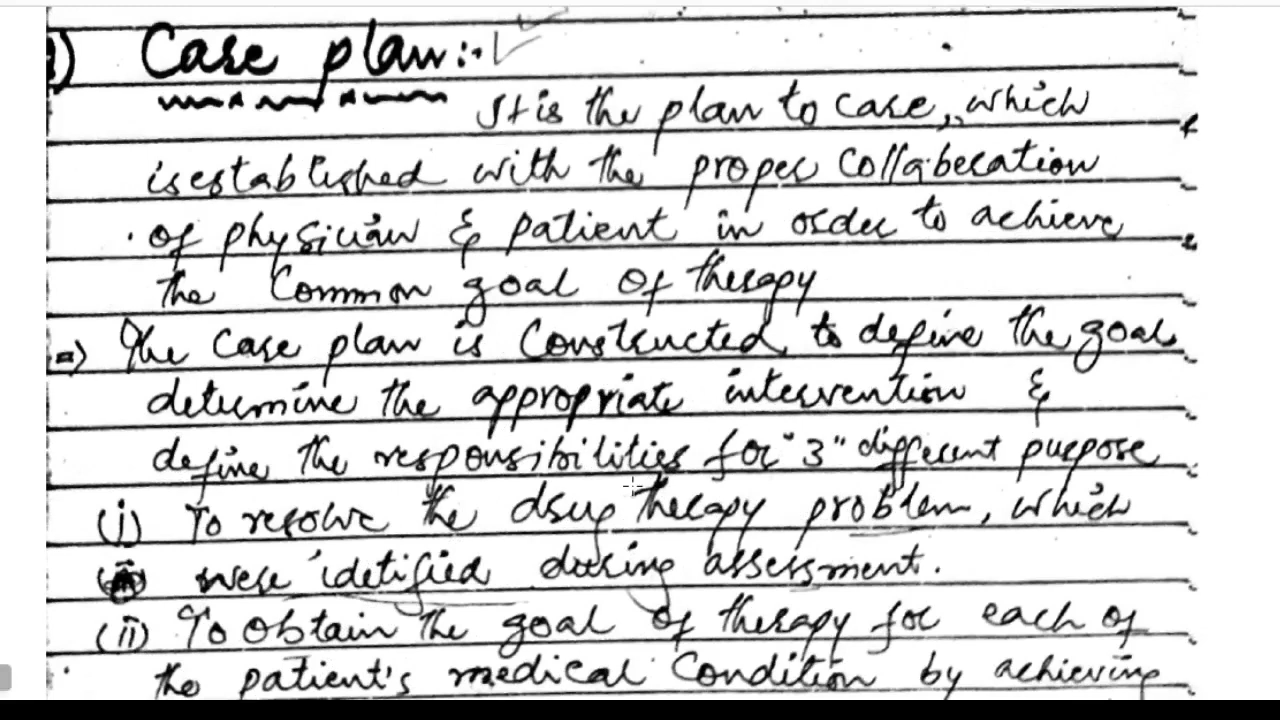 Care plan :-
It is the plan to care, which
is established with the proper collaberation
of physician & patient in order to achieve
the Common goal of therapy
=) The care plan is Constructed to define the goal
determine the appropriate intervention &
define the responsibilities for "3" different purpose
(i) To resolve the drug therapy problem, which
were idetified during assessment.
(ii) To obtain the goal of therapy for each of
the patient's medical Condition by achieving